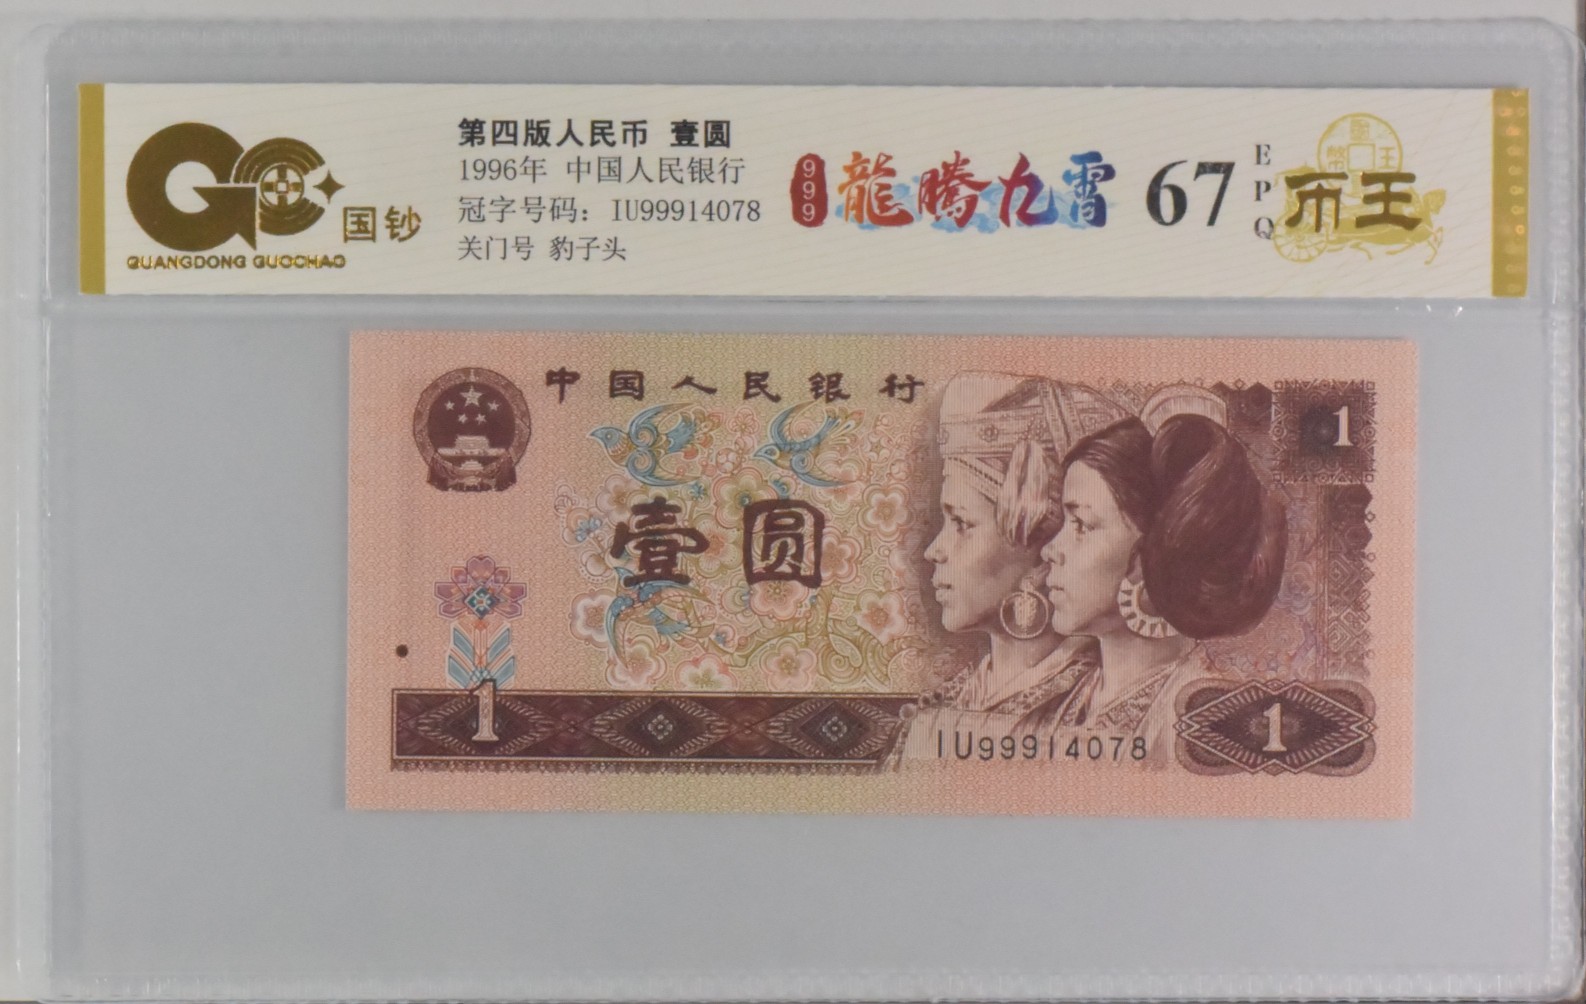 国钞
GUANGDONG GUOCHAO
第四版人民币 壹圆
1996年 中国人民银行
冠字号码：IU99914078
关门号 豹子头
999
龍腾九霄
67
EPQ
币王
中国人民银行
1
壹圆
1
IU99914078
1